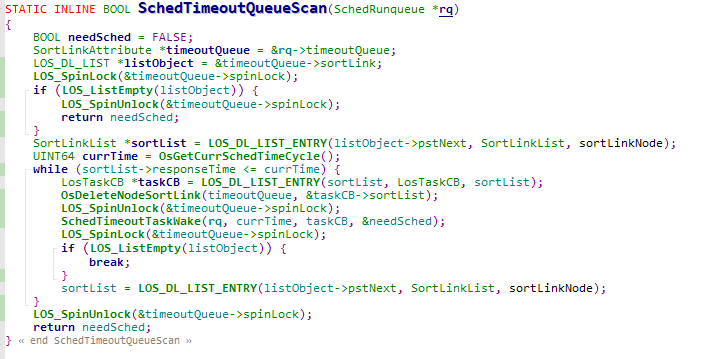 STATIC INLINE BOOL SchedTimeoutQueueScan(SchedRunqueue *rq)
{
    BOOL needSched = FALSE;
    SortLinkAttribute *timeoutQueue = &rq->timeoutQueue;
    LOS_DL_LIST *listObject = &timeoutQueue->sortLink;
    LOS_SpinLock(&timeoutQueue->spinLock);
    if (LOS_ListEmpty(listObject)) {
        LOS_SpinUnlock(&timeoutQueue->spinLock);
        return needSched;
    }
    SortLinkList *sortList = LOS_DL_LIST_ENTRY(listObject->pstNext, SortLinkList, sortLinkNode);
    UINT64 currTime = OsGetCurrSchedTimeCycle();
    while (sortList->responseTime <= currTime) {
        LosTaskCB *taskCB = LOS_DL_LIST_ENTRY(sortList, LosTaskCB, sortList);
        OsDeleteNodeSortLink(timeoutQueue, &taskCB->sortList);
        LOS_SpinUnlock(&timeoutQueue->spinLock);
        SchedTimeoutTaskWake(rq, currTime, taskCB, &needSched);
        LOS_SpinLock(&timeoutQueue->spinLock);
        if (LOS_ListEmpty(listObject)) {
            break;
        }
        sortList = LOS_DL_LIST_ENTRY(listObject->pstNext, SortLinkList, sortLinkNode);
    }
    LOS_SpinUnlock(&timeoutQueue->spinLock);
    return needSched;
} « end SchedTimeoutQueueScan »